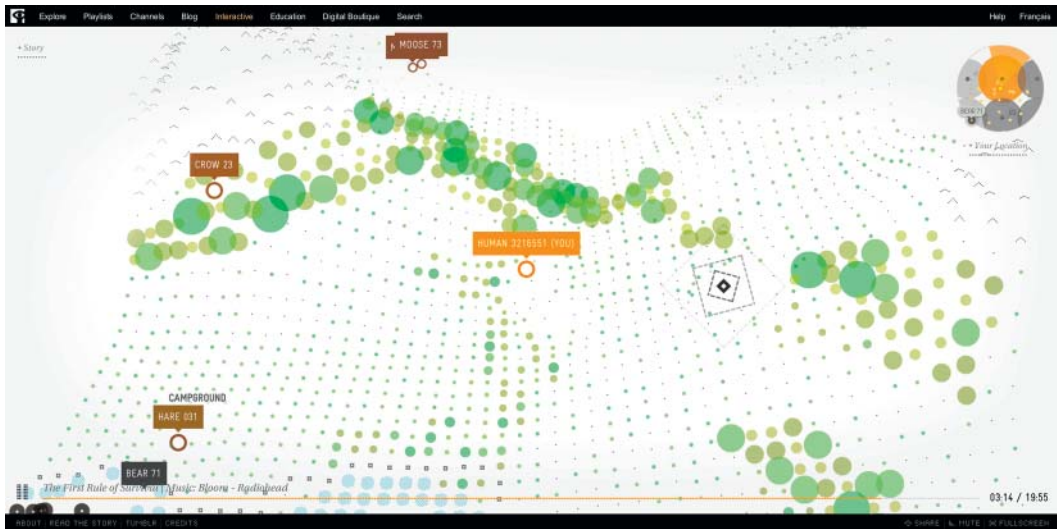 Explore Playlists Channels Blog Interactive Education Digital Boutique Search Help Français
+ Story
MOOSE 73
BEAR 71
+ Your Location
CROW 23
HUMAN 3216551 (YOU)
CAMPGROUND
HARE 031
BEAR 71
The First Rule of Survival | Music: Bloom - Radiohead
03:14 / 19:55
ABOUT | READ THE STORY | TUMBLR | CREDITS SHARE | MUTE FULLSCREEN